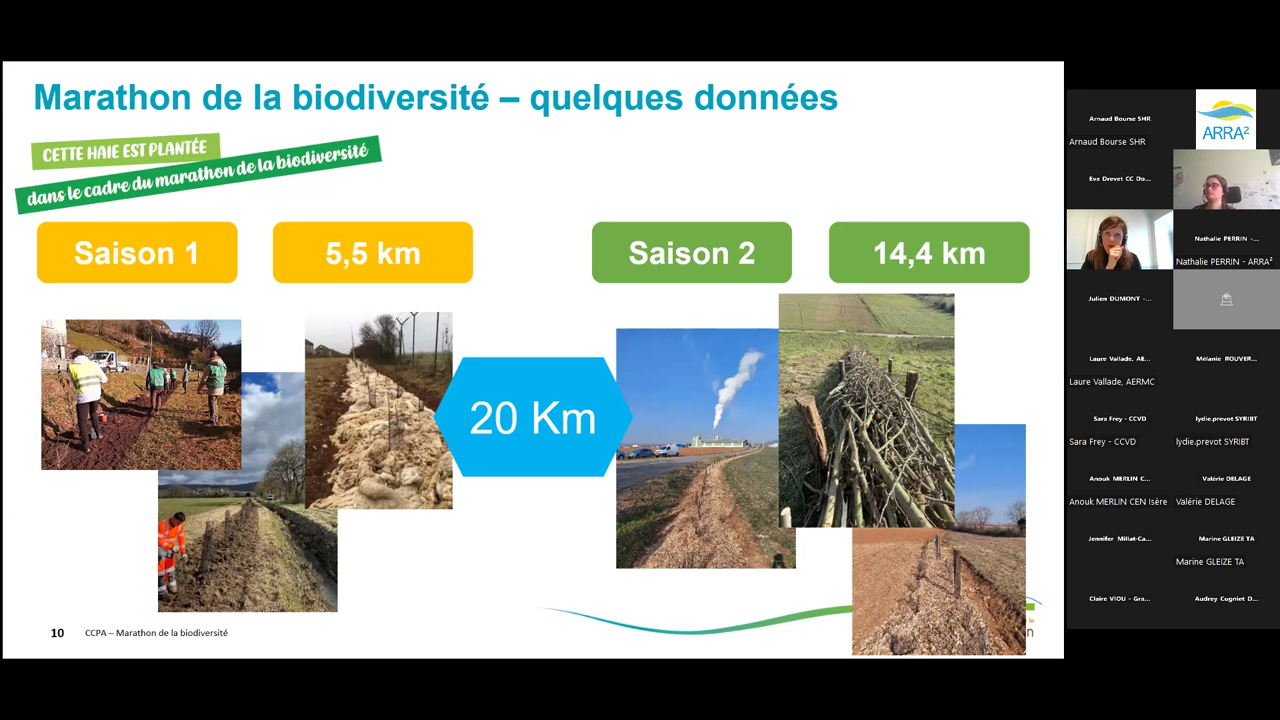 Marathon de la biodiversité – quelques données
CETTE HAIE EST PLANTÉE
dans le cadre du marathon de la biodiversité
Saison 1
5,5 km
Saison 2
14,4 km
20 Km
10
CCPA – Marathon de la biodiversité
Arnaud Bourse SHR
Arnaud Bourse SHR
ARRA²
Eva Drevet CC Do...
Nathalie PERRIN -...
Nathalie PERRIN - ARRA²
Julien DUMONT -...
Laure Vallade, AE...
Laure Vallade, AERMC
Mélanie ROUVER...
Sara Frey - CCVD
Sara Frey - CCVD
lydie.prevot SYRIBT
lydie.prevot SYRIBT
Anouk MERLIN C...
Anouk MERLIN CEN Isère
Valérie DELAGE
Valérie DELAGE
Jennifer Millat-Ca...
Marine GLEIZE TA
Marine GLEIZE TA
Claire VIOU - Gra...
Audrey Cugniet D...